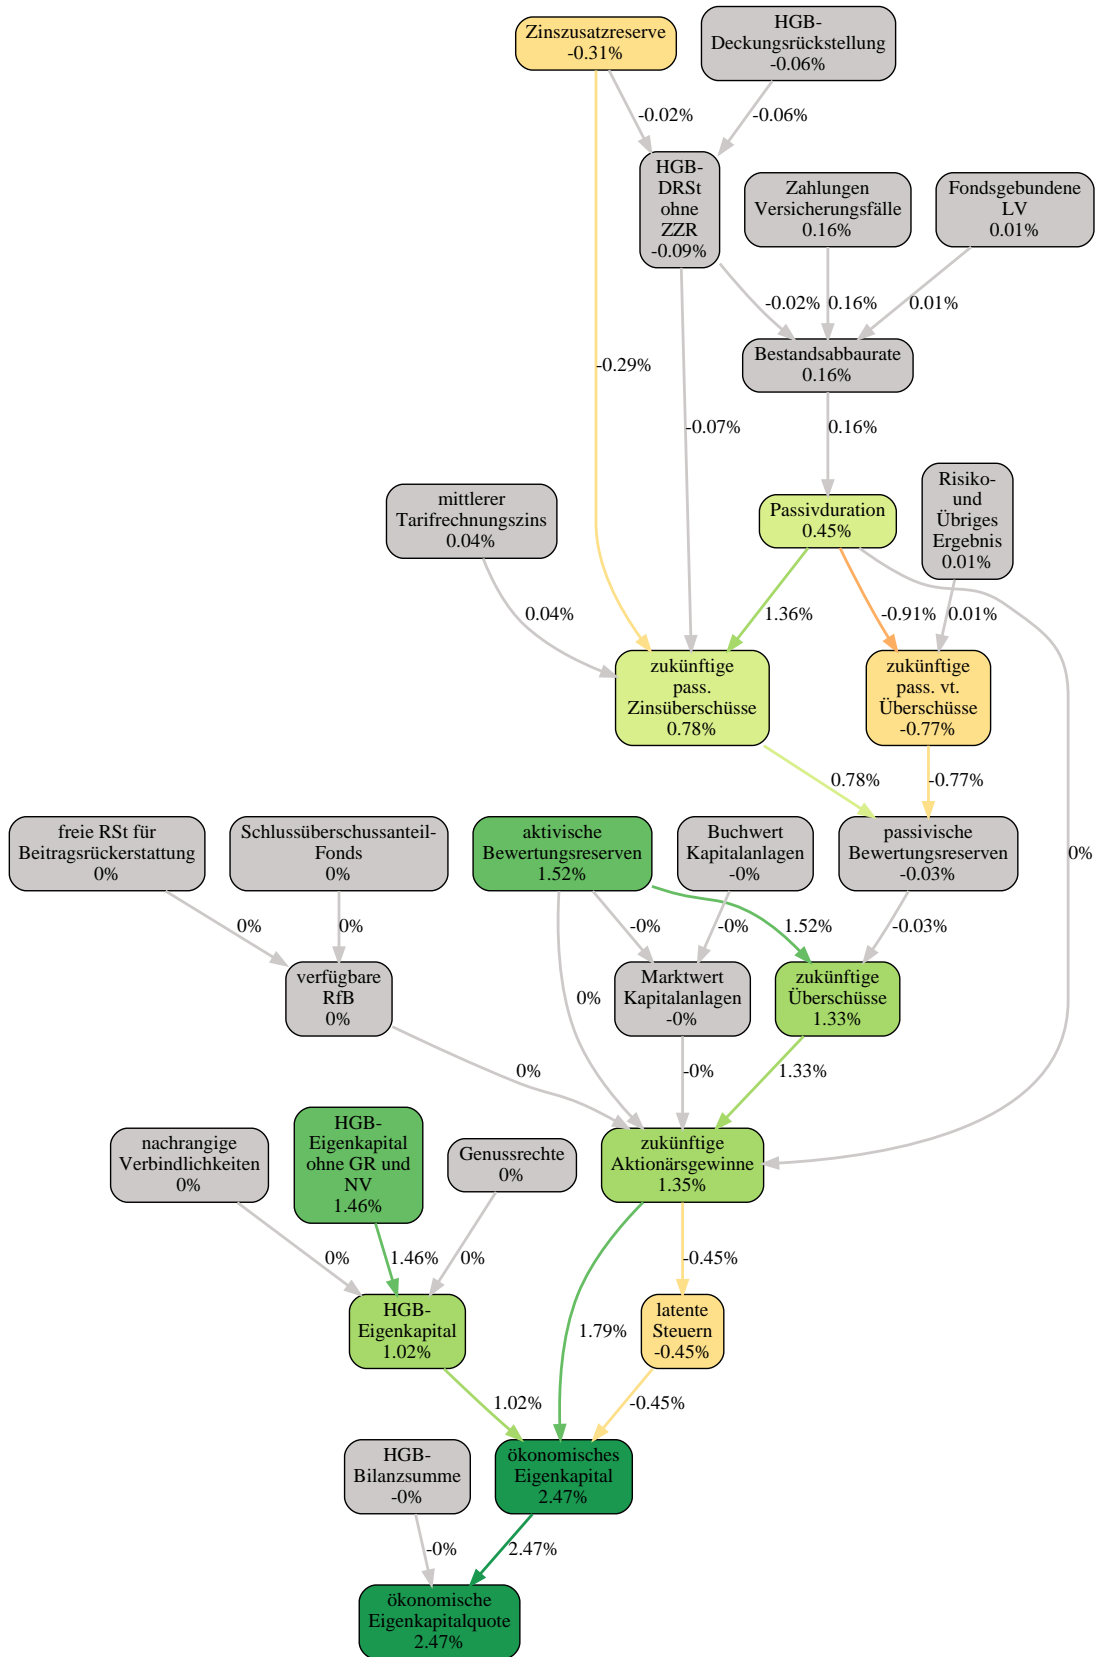 Zinszusatzreserve
-0.31%
HGB-
Deckungsrückstellung
-0.06%
-0.02%
-0.06%
HGB-
DRSt
ohne
ZZR
-0.09%
Zahlungen
Versicherungsfälle
0.16%
Fondsgebundene
LV
0.01%
-0.02%
0.16%
0.01%
Bestandsabbaurate
0.16%
-0.29%
-0.07%
0.16%
mittlerer
Tarifrechnungszins
0.04%
Passivduration
0.45%
Risiko-
und
Übriges
Ergebnis
0.01%
0.04%
1.36%
-0.91%
0.01%
zukünftige
pass.
Zinsüberschüsse
0.78%
zukünftige
pass. vt.
Überschüsse
-0.77%
0.78%
-0.77%
0%
freie RSt für
Beitragsrückerstattung
0%
Schlussüberschussanteil-
Fonds
0%
aktivische
Bewertungsreserven
1.52%
Buchwert
Kapitalanlagen
-0%
passivische
Bewertungsreserven
-0.03%
0%
0%
-0%
-0%
1.52%
-0.03%
verfügbare
RfB
0%
0%
Marktwert
Kapitalanlagen
-0%
zukünftige
Überschüsse
1.33%
0%
-0%
1.33%
nachrangige
Verbindlichkeiten
0%
HGB-
Eigenkapital
ohne GR und
NV
1.46%
Genussrechte
0%
zukünftige
Aktionärsgewinne
1.35%
0%
1.46%
0%
-0.45%
HGB-
Eigenkapital
1.02%
1.79%
latente
Steuern
-0.45%
1.02%
-0.45%
HGB-
Bilanzsumme
-0%
ökonomisches
Eigenkapital
2.47%
-0%
2.47%
ökonomische
Eigenkapitalquote
2.47%